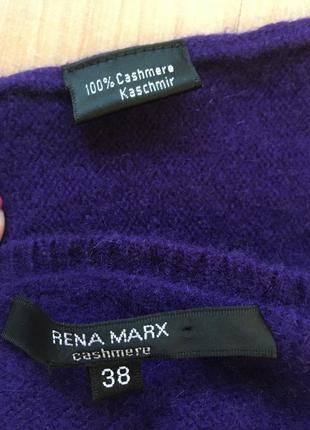 100% Cashmere
Kaschmir
RENA MARX
cashmere
38